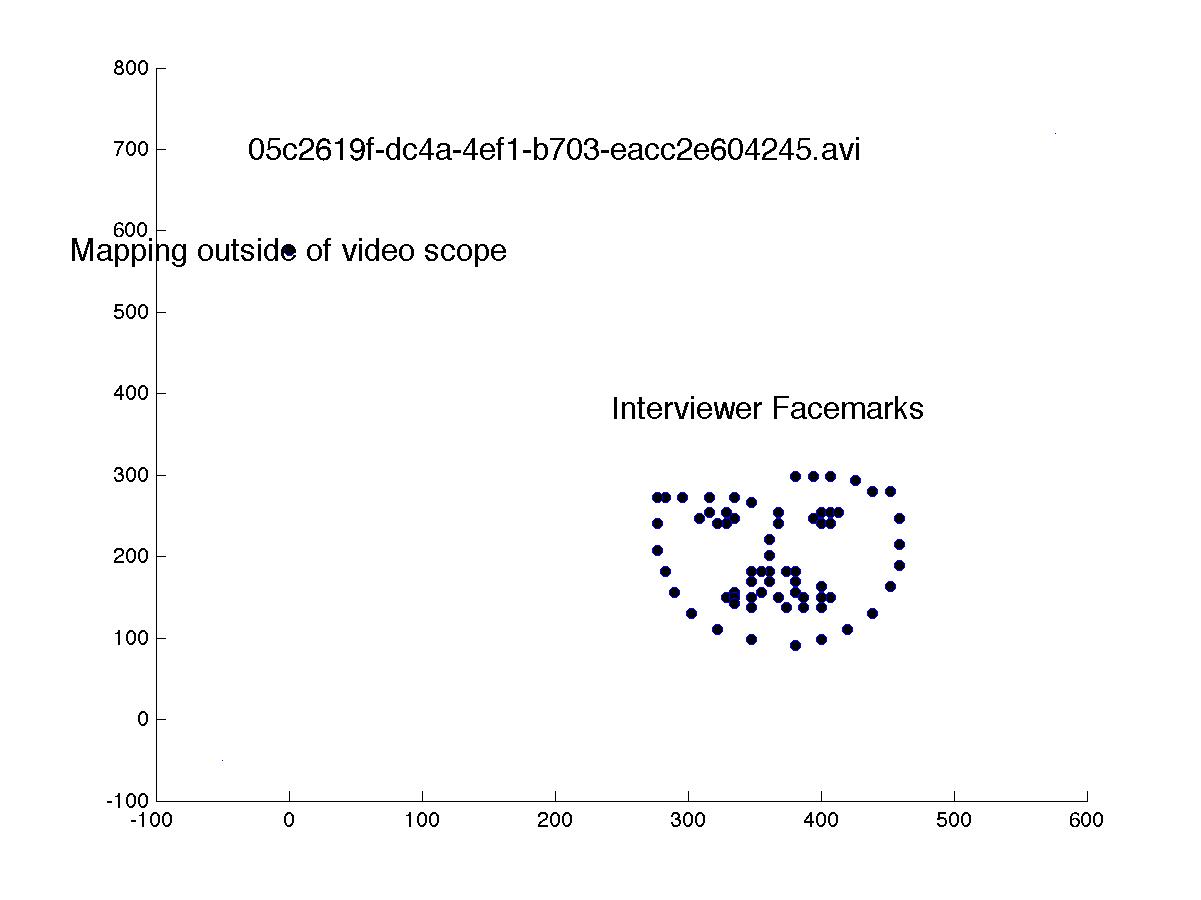 800
700
05c2619f-dc4a-4ef1-b703-eacc2e604245.avi
600
Mapping outside of video scope
500
400
Interviewer Facemarks
300
200
100
0
-100
-100 0 100 200 300 400 500 600